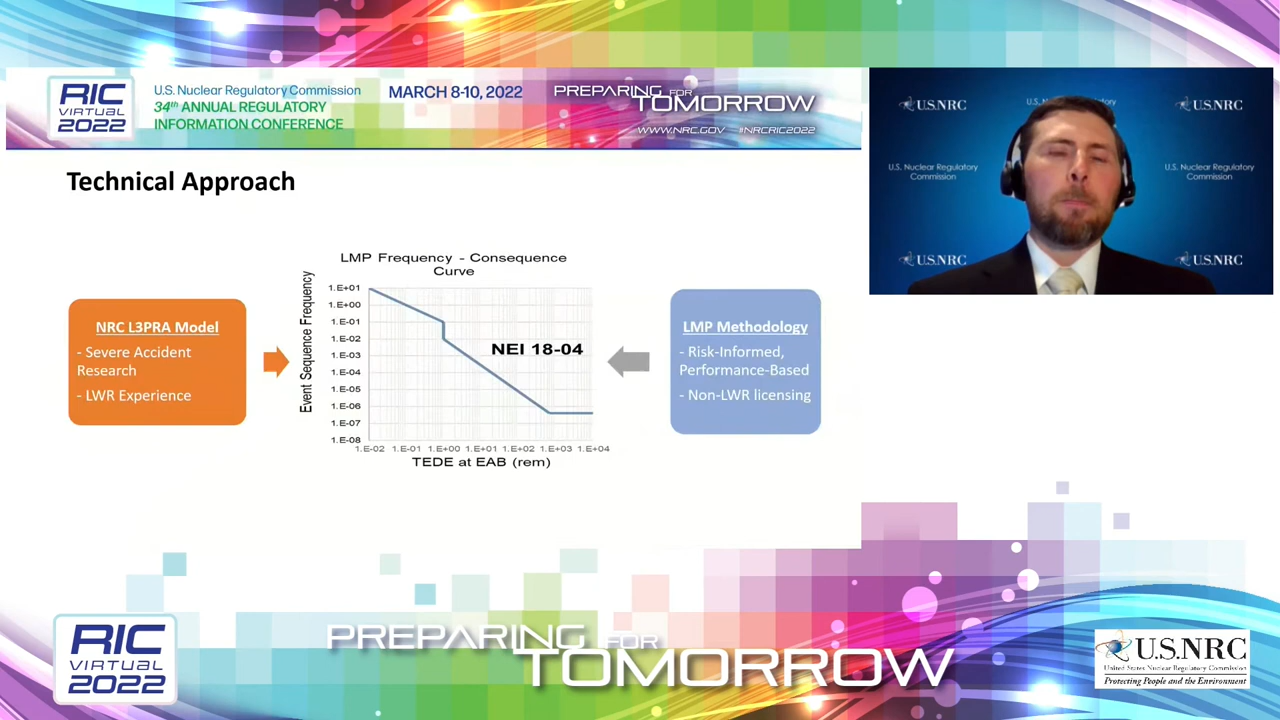 RIC
VIRTUAL
2022
U.S. Nuclear Regulatory Commission
34th ANNUAL REGULATORY
INFORMATION CONFERENCE
MARCH 8-10, 2022
PREPARING FOR
TOMORROW
WWW.NRC.GOV #NRCRIC2022
Technical Approach
NRC L3PRA Model
- Severe Accident
Research
- LWR Experience
LMP Frequency - Consequence
Curve
Event Sequence Frequency
1.E+01
1.E+00
1.E-01
1.E-02
1.E-03
1.E-04
1.E-05
1.E-06
1.E-07
1.E-08
NEI 18-04
1.E-02 1.E-01 1.E+00 1.E+01 1.E+02 1.E+03 1.E+04
TEDE at EAB (rem)
LMP Methodology
- Risk-Informed,
Performance-Based
- Non-LWR licensing
U.S.NRC
U.S.NRC
U.S. Nuclear Regulatory
Commission
U.S. Nuclear Regulatory
Commission
U.S.NRC
U.S.NRC
RIC
VIRTUAL
2022
PREPARING FOR
TOMORROW
U.S.NRC
United States Nuclear Regulatory Commission
Protecting People and the Environment